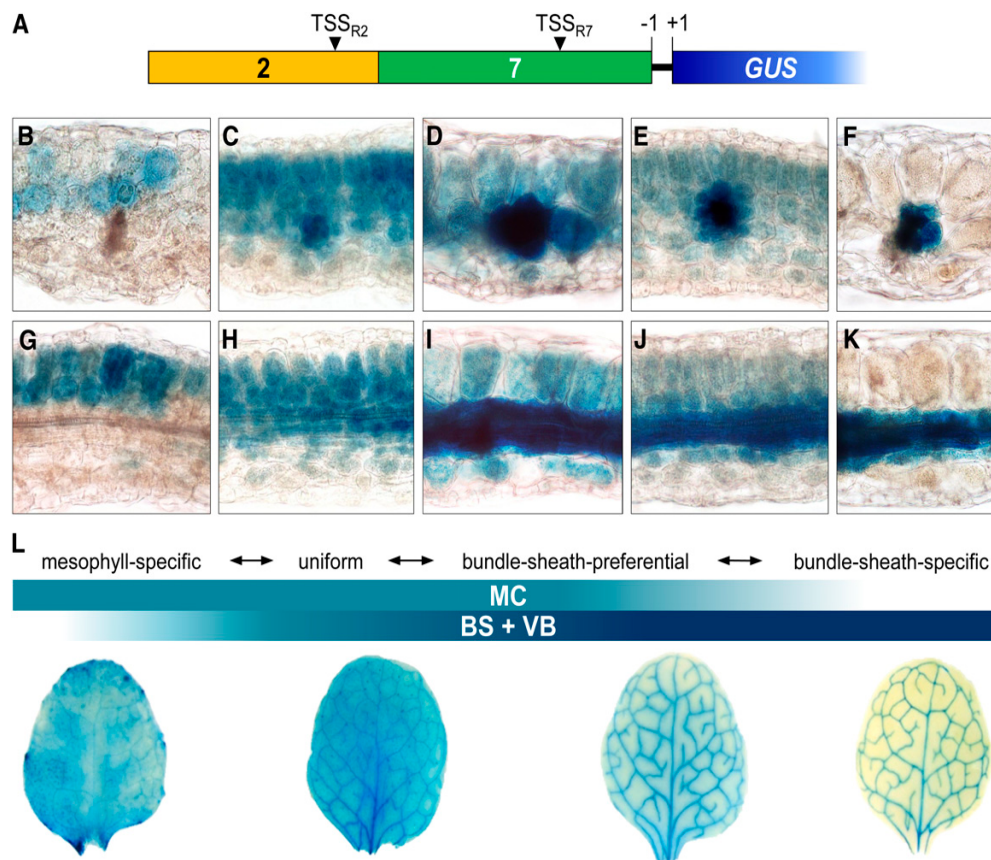 A
TSSR2 TSSR7 -1 +1
2 7 GUS
B C D E F
G H I J K
L
mesophyll-specific uniform bundle-sheath-preferential bundle-sheath-specific
MC
BS + VB